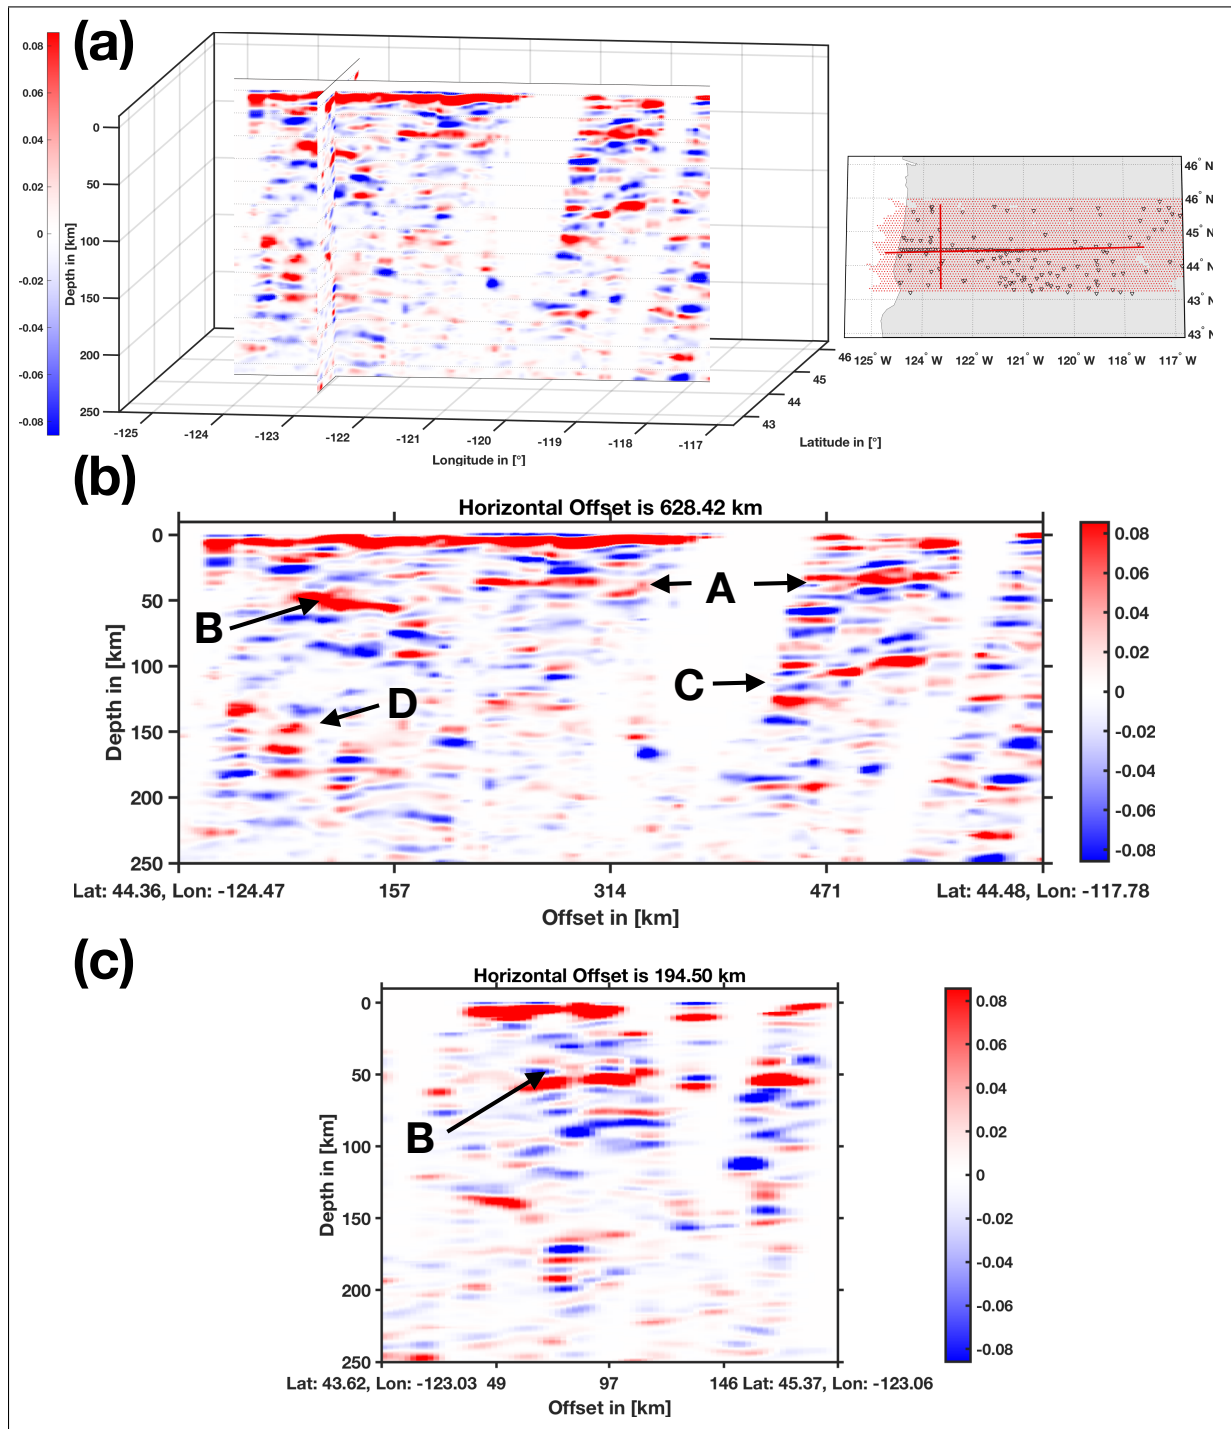 (a)
0.08
0.06
0.04
0.02
0
-0.02
-0.04
-0.06
-0.08
Depth in [km]
0
50
100
150
200
250
-125
-124
-123
-122
-121
-120
-119
-118
-117
Longitude in [°]
43
44
45
46
Latitude in [°]
46° N
46° N
45° N
44° N
43° N
43° N
125° W
123° W
122° W
121° W
120° W
118° W
117° W
(b)
Horizontal Offset is 628.42 km
0
50
100
150
200
250
Depth in [km]
A
B
C
D
Lat: 44.36, Lon: -124.47
157
314
471
Lat: 44.48, Lon: -117.78
Offset in [km]
0.08
0.06
0.04
0.02
0
-0.02
-0.04
-0.06
-0.08
(c)
Horizontal Offset is 194.50 km
0
50
100
150
200
250
Depth in [km]
B
Lat: 43.62, Lon: -123.03
49
97
146
Lat: 45.37, Lon: -123.06
Offset in [km]
0.08
0.06
0.04
0.02
0
-0.02
-0.04
-0.06
-0.08